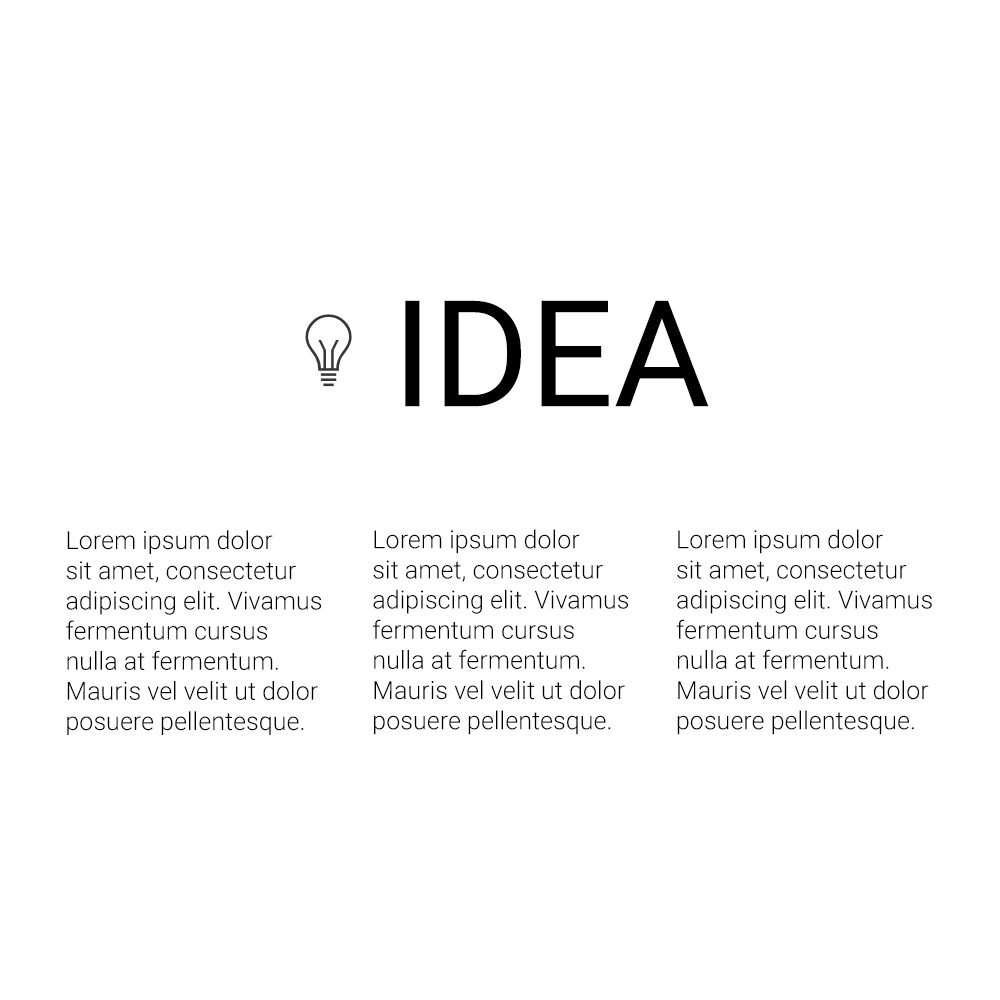 IDEA
Lorem ipsum dolor
sit amet, consectetur
adipiscing elit. Vivamus
fermentum cursus
nulla at fermentum.
Mauris vel velit ut dolor
posuere pellentesque.
Lorem ipsum dolor
sit amet, consectetur
adipiscing elit. Vivamus
fermentum cursus
nulla at fermentum.
Mauris vel velit ut dolor
posuere pellentesque.
Lorem ipsum dolor
sit amet, consectetur
adipiscing elit. Vivamus
fermentum cursus
nulla at fermentum.
Mauris vel velit ut dolor
posuere pellentesque.